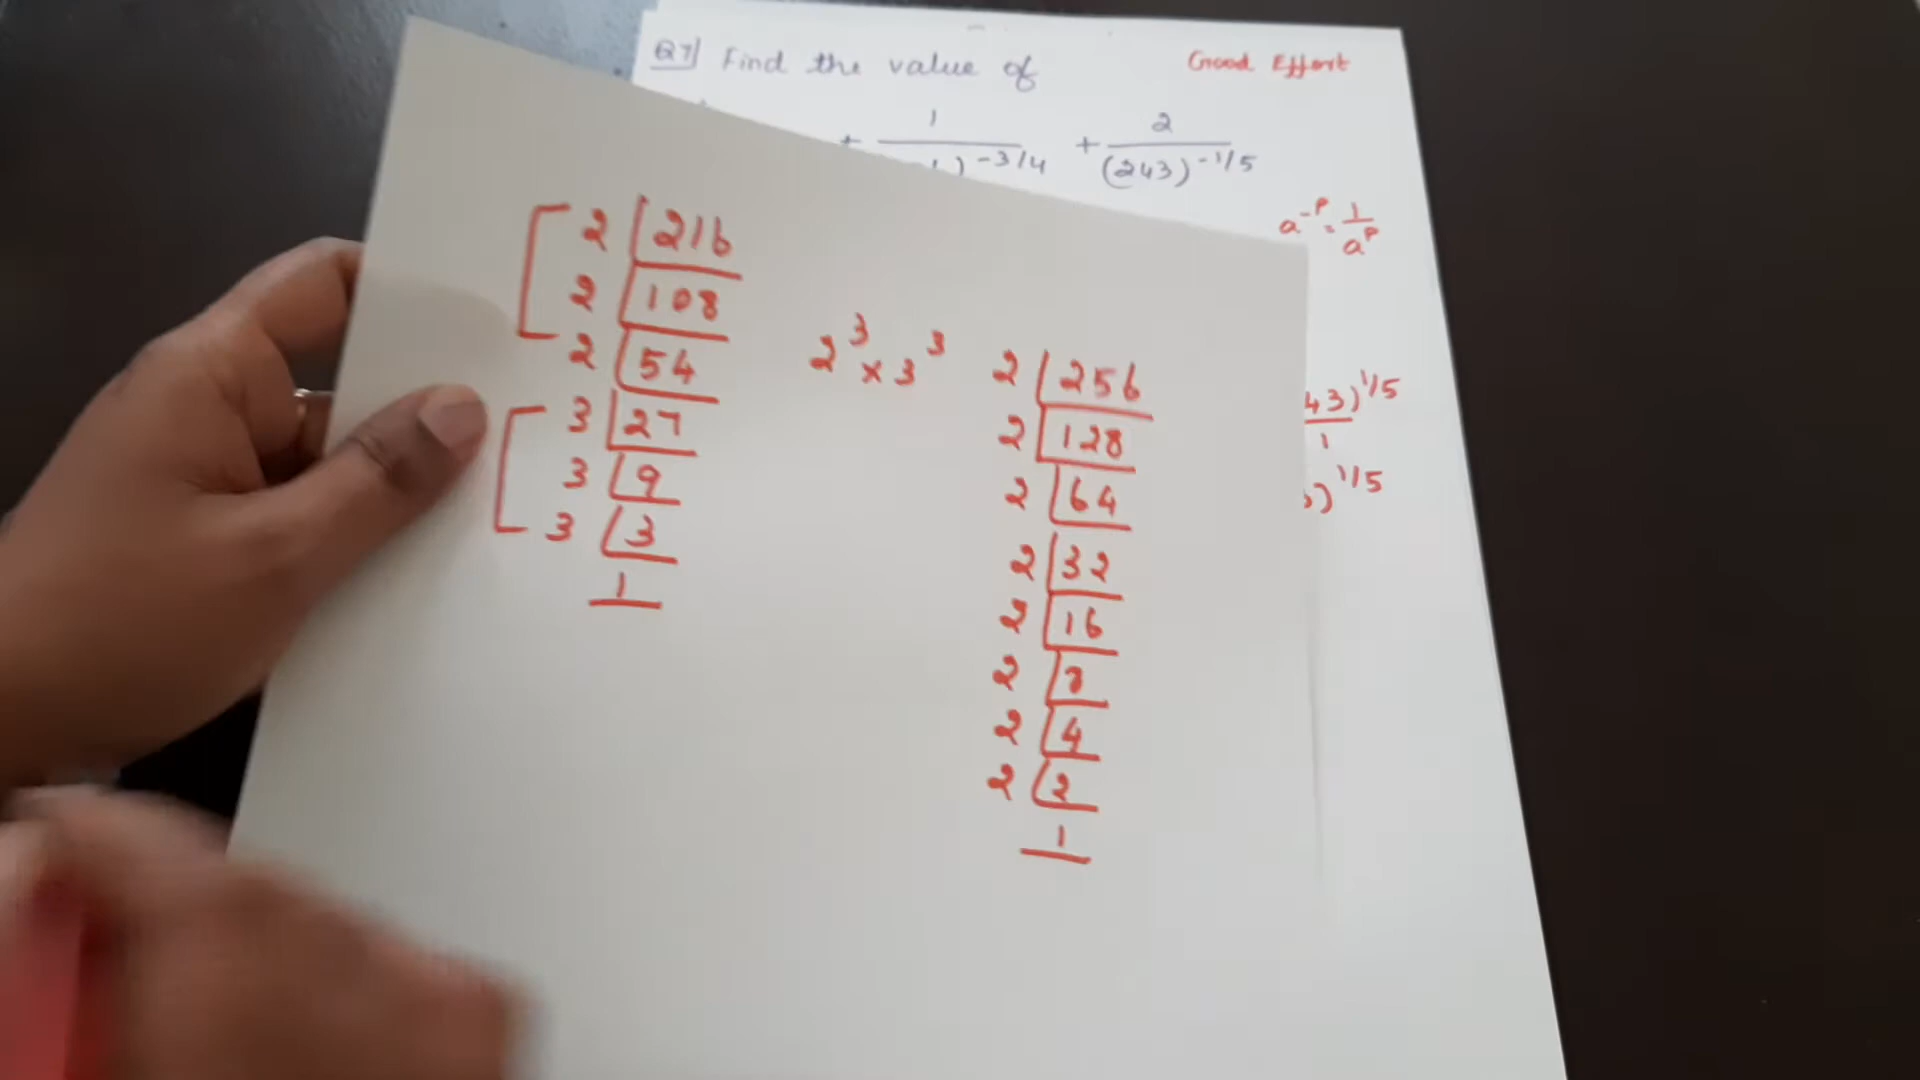 Q7| Find the value of
Good Effort
+ 1/( )^-3/4 + 2/(243)^-1/5
a^-p = 1/a^p
43)^1/5
1
)^1/5
2 | 216
2 | 108
2 | 54
3 | 27
3 | 9
3 | 3
1
2^3 × 3^3
2 | 256
2 | 128
2 | 64
2 | 32
2 | 16
2 | 8
2 | 4
2 | 2
1